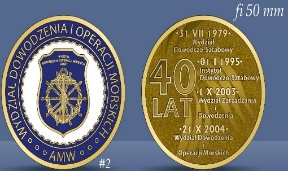 fi 50 mm
WYDZIAŁ DOWODZENIA I OPERACJI MORSKICH
AMW
#2
31 VII 1979
Wydział
Dowódczo-Sztabowy
01 I 1995
Instytut
Dowódczo-Sztabowy
1 X 2003
Wydział Zarządzania
i Dowodzenia
21 X 2004
Wydział Dowodzenia
i Operacji Morskich
40
LAT